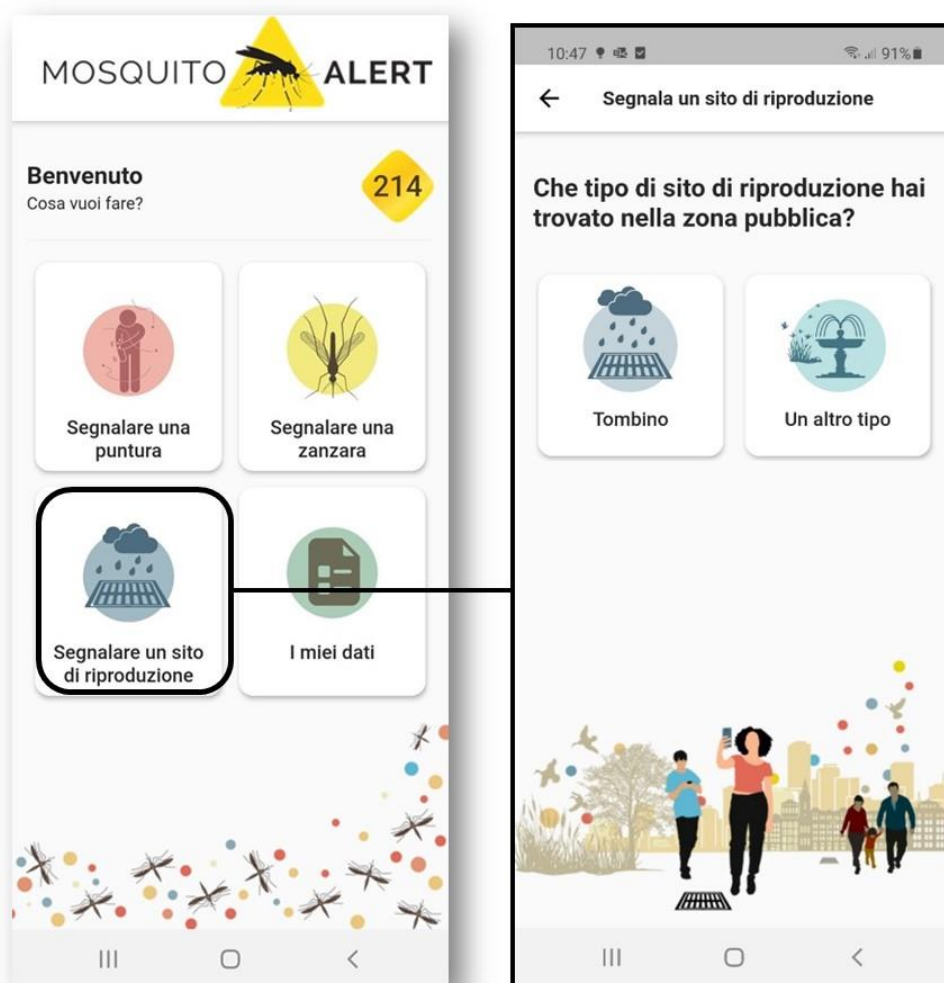 MOSQUITO ALERT
Benvenuto
Cosa vuoi fare?
214
Segnalare una
puntura
Segnalare una
zanzara
Segnalare un sito
di riproduzione
I miei dati
10:47
91%
Segnala un sito di riproduzione
Che tipo di sito di riproduzione hai
trovato nella zona pubblica?
Tombino
Un altro tipo